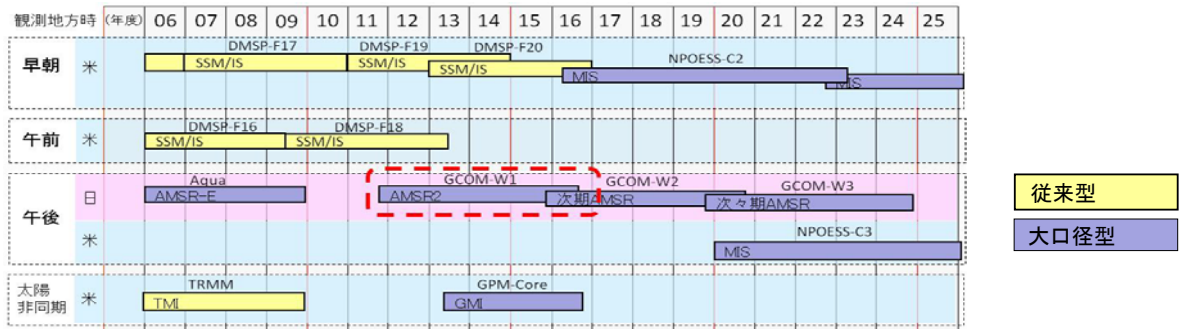 観測地方時 (年度) 06 07 08 09 10 11 12 13 14 15 16 17 18 19 20 21 22 23 24 25
早朝 米
DMSP-F17 DMSP-F19 DMSP-F20 NPOESS-C2
SSM/IS SSM/IS SSM/IS MIS MIS
午前 米
DMSP-F16 DMSP-F18
SSM/IS SSM/IS
午後 日
Aqua GCOM-W1 GCOM-W2 GCOM-W3
AMSR-E AMSR2 次期AMSR 次々期AMSR
米
NPOESS-C3
MIS
太陽
非同期 米
TRMM GPM-Core
TMI GMI
従来型
大口径型